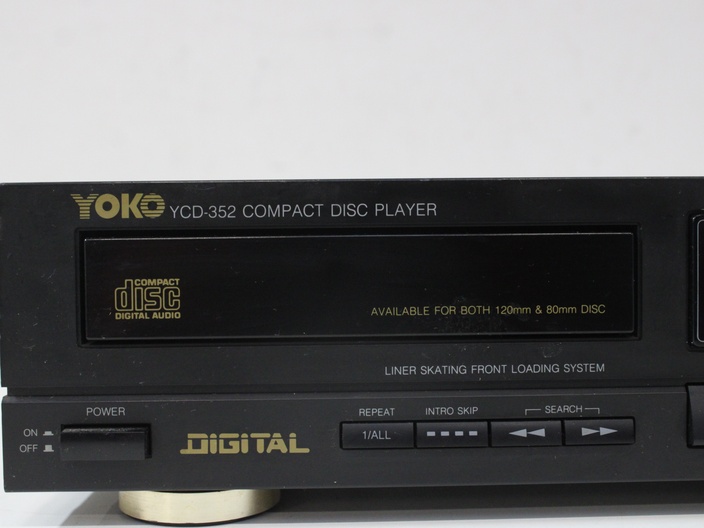 YOKO YCD-352 COMPACT DISC PLAYER
COMPACT
disc
DIGITAL AUDIO
AVAILABLE FOR BOTH 120mm & 80mm DISC
LINER SKATING FRONT LOADING SYSTEM
POWER
ON
OFF
DIGITAL
REPEAT
INTRO SKIP
SEARCH
1/ALL